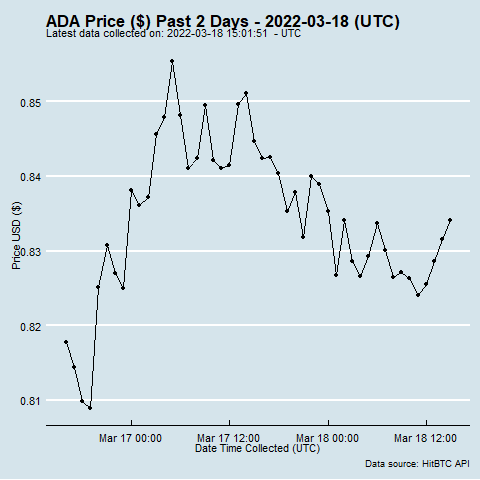 ADA Price ($) Past 2 Days - 2022-03-18 (UTC)
Latest data collected on: 2022-03-18 15:01:51 - UTC
0.85
0.84
0.83
0.82
0.81
Price USD ($)
Mar 17 00:00 Mar 17 12:00 Mar 18 00:00 Mar 18 12:00
Date Time Collected (UTC)
Data source: HitBTC API